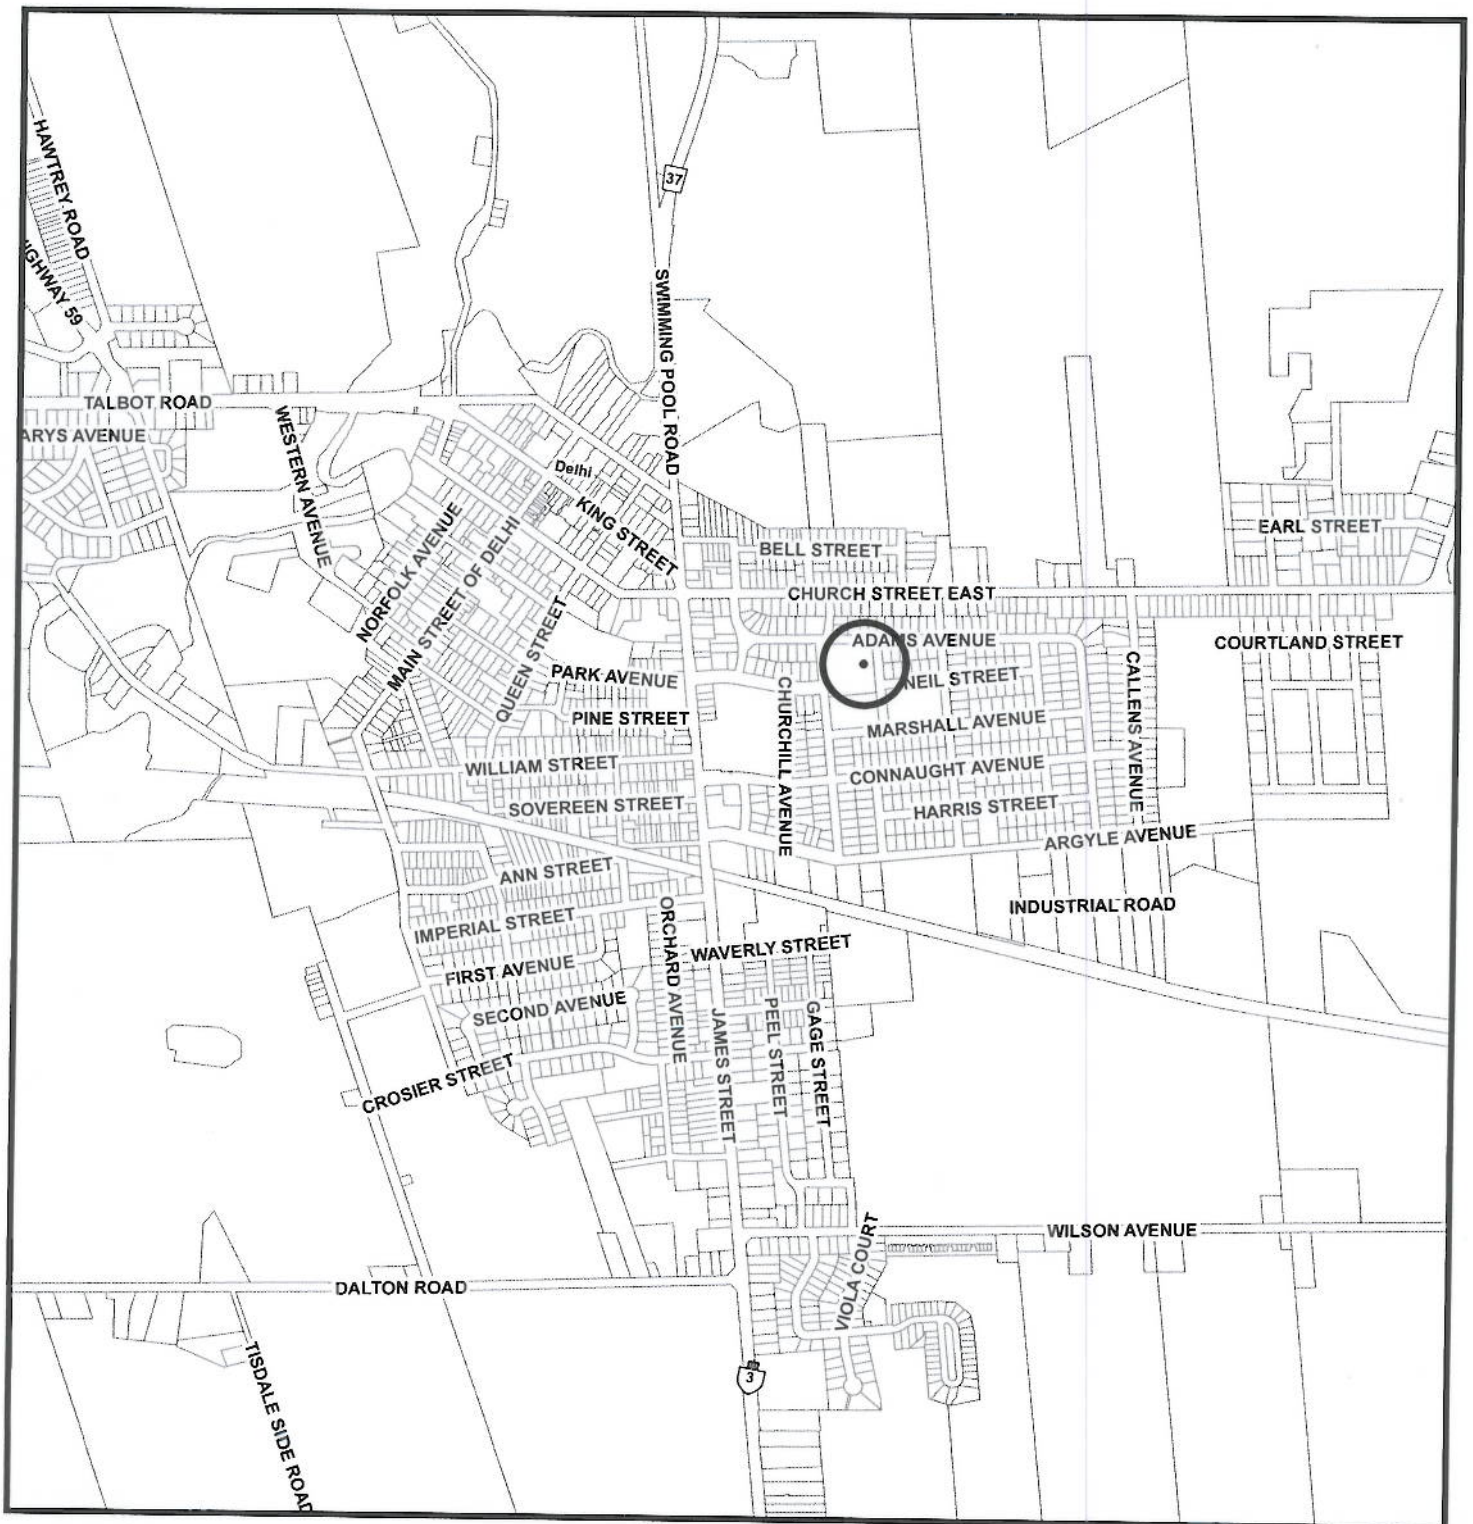 HAWTREY ROAD
37
SWIMMING POOL ROAD
TALBOT ROAD
WESTERN AVENUE
Delhi
KING STREET
NORFOLK AVENUE
MAIN STREET OF DELHI
QUEEN STREET
EARL STREET
BELL STREET
CHURCH STREET EAST
ADAMS AVENUE
COURTLAND STREET
PARK AVENUE
NEIL STREET
PINE STREET
CHURCHILL AVENUE
MARSHALL AVENUE
CALLENS AVENUE
WILLIAM STREET
CONNAUGHT AVENUE
SOVEREEN STREET
HARRIS STREET
ARGYLE AVENUE
ANN STREET
INDUSTRIAL ROAD
IMPERIAL STREET
ORCHARD AVENUE
WAVERLY STREET
FIRST AVENUE
SECOND AVENUE
JAMES STREET
PEEL STREET
GAGE STREET
CROSIER STREET
WILSON AVENUE
VIOLA COURT
DALTON ROAD
TISDALE SIDE ROAD
3